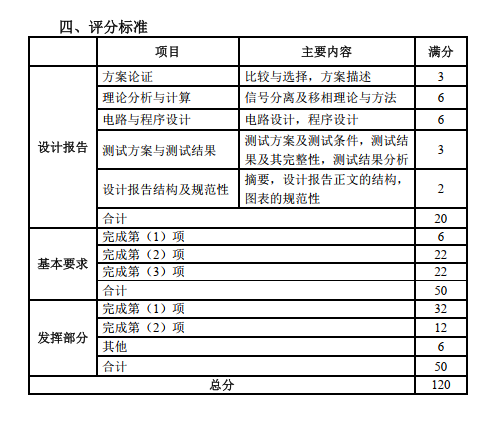 四、评分标准
项目 主要内容 满分
设计报告
方案论证 比较与选择，方案描述 3
理论分析与计算 信号分离及移相理论与方法 6
电路与程序设计 电路设计，程序设计 6
测试方案与测试结果 测试方案及测试条件，测试结
果及其完整性，测试结果分析 3
设计报告结构及规范性 摘要，设计报告正文的结构，
图表的规范性 2
合计 20
基本要求
完成第（1）项 6
完成第（2）项 22
完成第（3）项 22
合计 50
发挥部分
完成第（1）项 32
完成第（2）项 12
其他 6
合计 50
总分 120